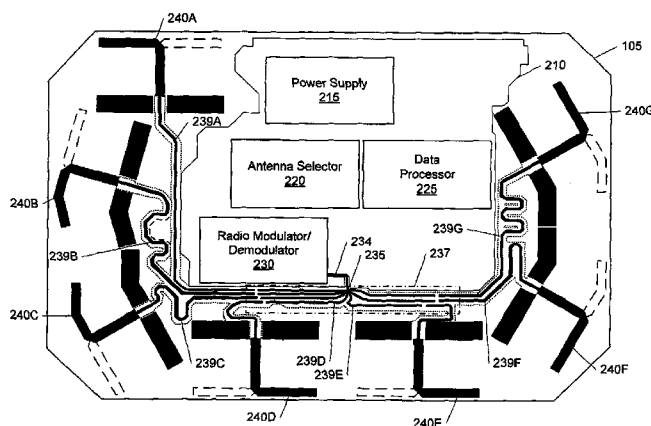 240A
105
Power Supply
215
210
240G
239A
Antenna Selector
220
Data
Processor
225
240B
Radio Modulator/
Demodulator
230
234
235
237
239G
239B
240C
239C
239D
239E
239F
240F
240D
240E